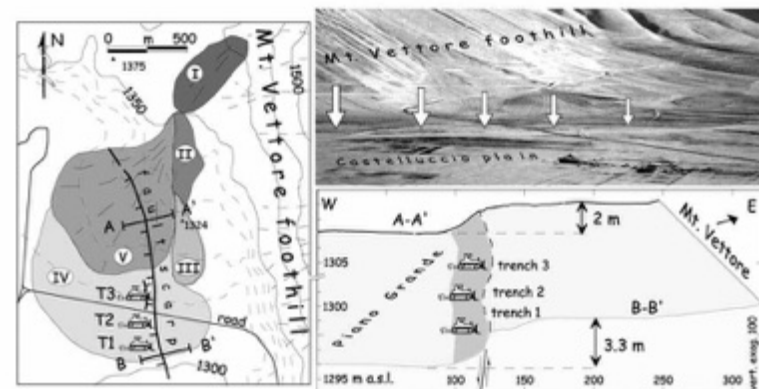 N
0 m 500
1375
I
Mt. Vettore foothill
1500
1350
II
A'
A
1324
fault scarp
V
III
IV
T3
T2
road
T1
B'
B
1300
Mt. Vettore foothill
Castelluccio plain
W
A-A'
2 m
E
Mt. Vettore
1305
trench 3
trench 2
1300
trench 1
Piano Grande
B-B'
3.3 m
1295 m a.s.l.
100
150
200
250
300
vert. exag. 100